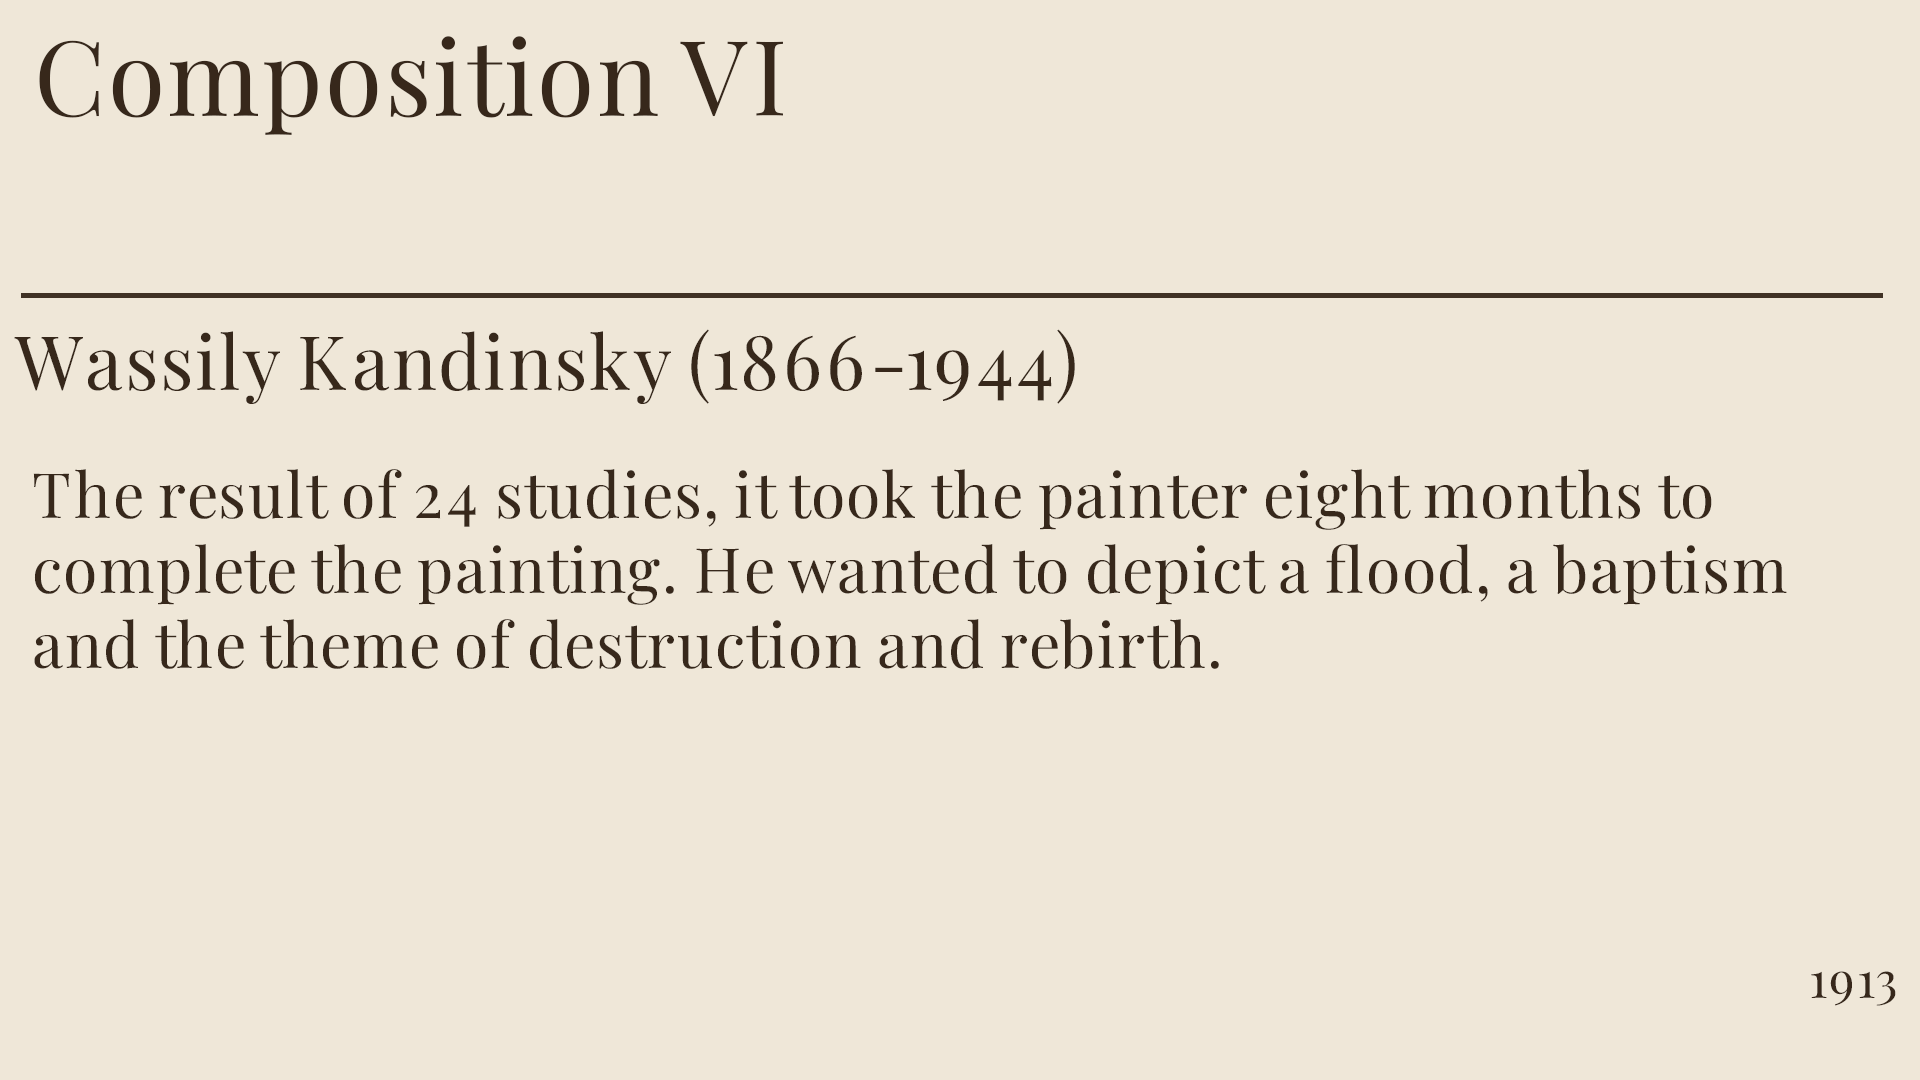 Composition VI
Wassily Kandinsky (1866-1944)
The result of 24 studies, it took the painter eight months to
complete the painting. He wanted to depict a flood, a baptism
and the theme of destruction and rebirth.
1913